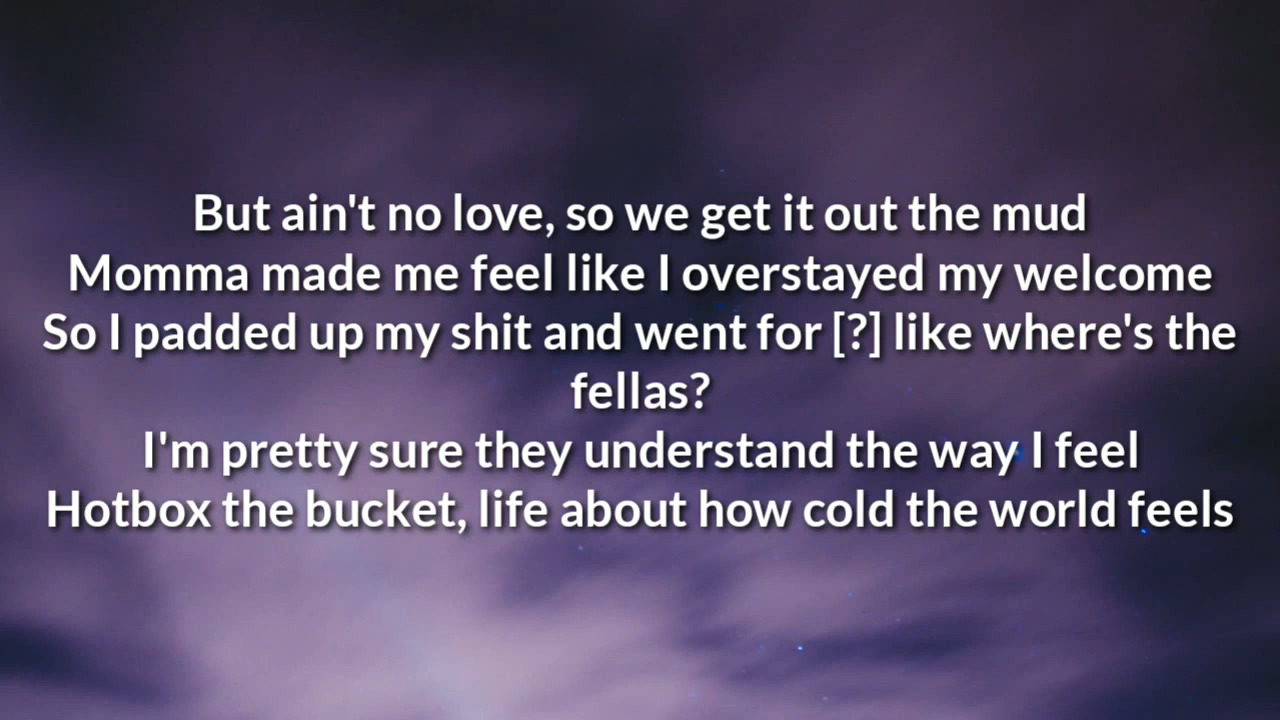 But ain't no love, so we get it out the mud
Momma made me feel like I overstayed my welcome
So I padded up my shit and went for [?] like where's the
fellas?
I'm pretty sure they understand the way I feel
Hotbox the bucket, life about how cold the world feels